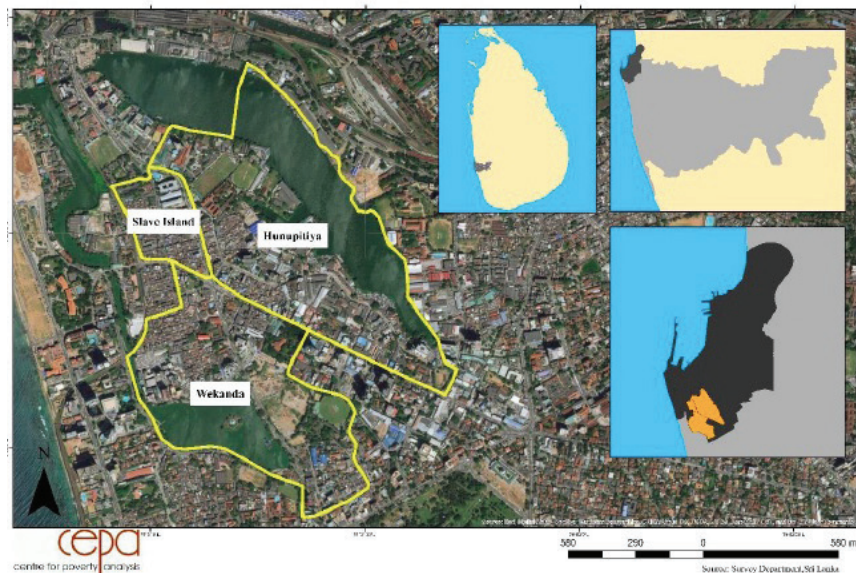 Slave Island
Hunupitiya
Wekanda
N
cepa
centre for poverty analysis
580 290 0 580 m
Source: Survey Department, Sri Lanka